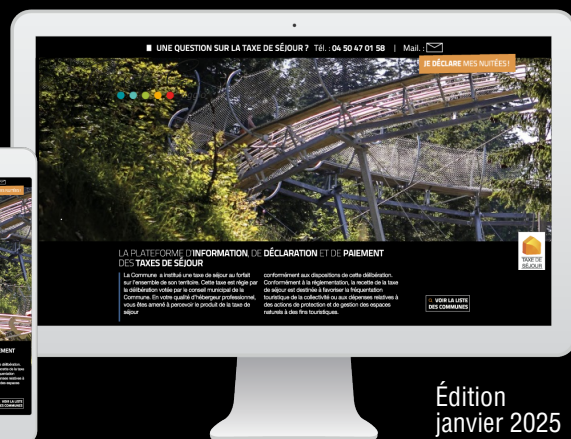 ■ UNE QUESTION SUR LA TAXE DE SÉJOUR ? Tél. : 04 50 47 01 58 | Mail. :
JE DÉCLARE MES NUITÉES !
LA PLATEFORME D'INFORMATION, DE DÉCLARATION ET DE PAIEMENT
DES TAXES DE SÉJOUR
La Commune a institué une taxe de séjour au forfait
sur l'ensemble de son territoire. Cette taxe est régie par
la délibération votée par le conseil municipal de la
Commune. En votre qualité d'hébergeur professionnel,
vous êtes amené à percevoir le produit de la taxe de
séjour
conformément aux dispositions de cette délibération.
Conformément à la réglementation, la recette de la taxe
de séjour est destinée à favoriser la fréquentation
touristique de la collectivité ou aux dépenses relatives à
des actions de protection et de gestion des espaces
naturels à des fins touristiques.
TAXE DE
SÉJOUR
VOIR LA LISTE
DES COMMUNES
Édition
janvier 2025